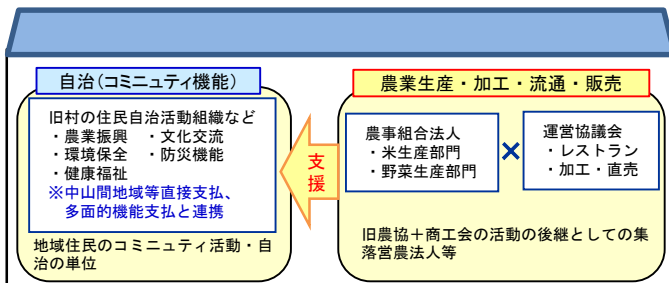 自治(コミニュティ機能)
旧村の住民自治活動組織など
・農業振興　・文化交流
・環境保全　・防災機能
・健康福祉
※中山間地域等直接支払、
多面的機能支払と連携
地域住民のコミニュティ活動・自
治の単位
支援
農業生産・加工・流通・販売
農事組合法人
・米生産部門
・野菜生産部門
×
運営協議会
・レストラン
・加工・直売
旧農協＋商工会の活動の後継としての集
落営農法人等